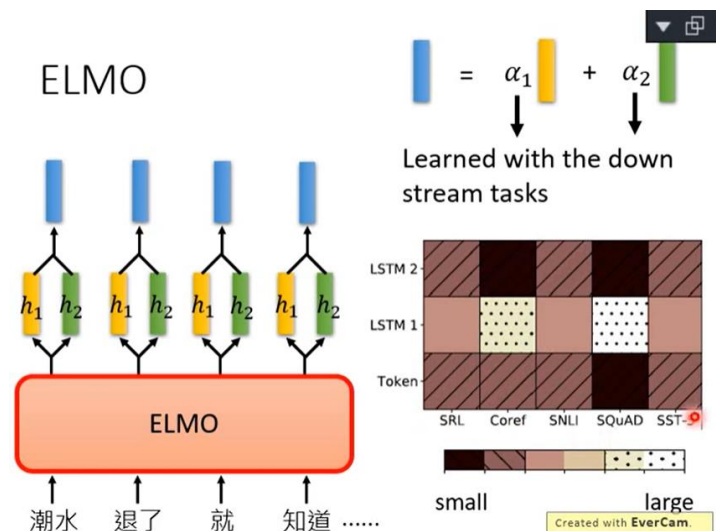 ELMO
= α₁ + α₂
Learned with the down
stream tasks
h₁ h₂ h₁ h₂ h₁ h₂ h₁ h₂
ELMO
潮水 退了 就 知道 ......
LSTM 2
LSTM 1
Token
SRL Coref SNLI SQuAD SST-
small large
Created with EverCam.